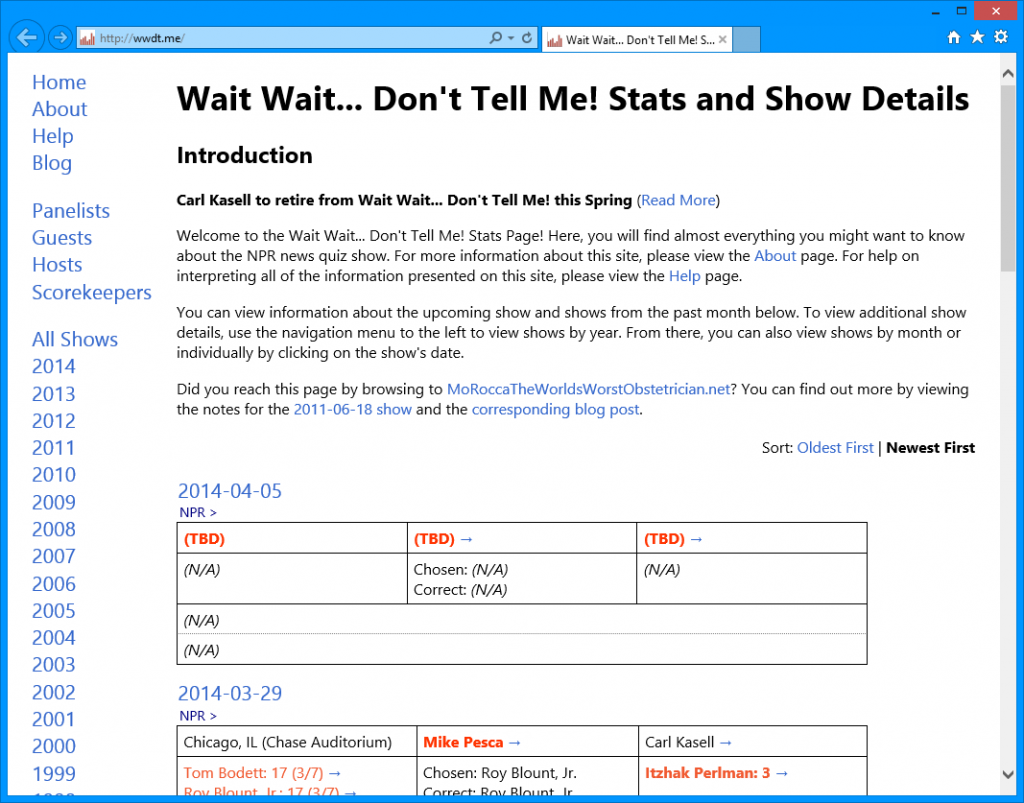 http://wwdt.me/
Wait Wait... Don't Tell Me! S...
Home
About
Help
Blog
Panelists
Guests
Hosts
Scorekeepers
All Shows
2014
2013
2012
2011
2010
2009
2008
2007
2006
2005
2004
2003
2002
2001
2000
1999
Wait Wait... Don't Tell Me! Stats and Show Details
Introduction
Carl Kasell to retire from Wait Wait... Don't Tell Me! this Spring (Read More)
Welcome to the Wait Wait... Don't Tell Me! Stats Page! Here, you will find almost everything you might want to know
about the NPR news quiz show. For more information about this site, please view the About page. For help on
interpreting all of the information presented on this site, please view the Help page.
You can view information about the upcoming show and shows from the past month below. To view additional show
details, use the navigation menu to the left to view shows by year. From there, you can also view shows by month or
individually by clicking on the show's date.
Did you reach this page by browsing to MoRoccaTheWorldsWorstObstetrician.net? You can find out more by viewing
the notes for the 2011-06-18 show and the corresponding blog post.
Sort: Oldest First | Newest First
2014-04-05
NPR >
(TBD) (TBD) → (TBD) →
(N/A) Chosen: (N/A) (N/A)
Correct: (N/A)
(N/A)
(N/A)
2014-03-29
NPR >
Chicago, IL (Chase Auditorium) Mike Pesca → Carl Kasell →
Tom Bodett: 17 (3/7) → Chosen: Roy Blount, Jr. Itzhak Perlman: 3 →
Roy Blount, Jr.: 17 (3/7) → Correct: Roy Blount, Jr.